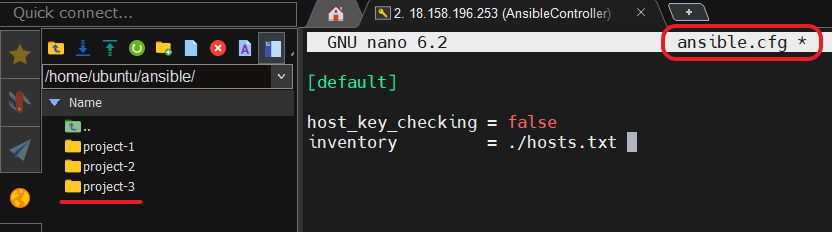 Quick connect...
2. 18.158.196.253 (AnsibleController)
GNU nano 6.2 ansible.cfg *
/home/ubuntu/ansible/
Name
..
project-1
project-2
project-3
[default]
host_key_checking = false
inventory = ./hosts.txt